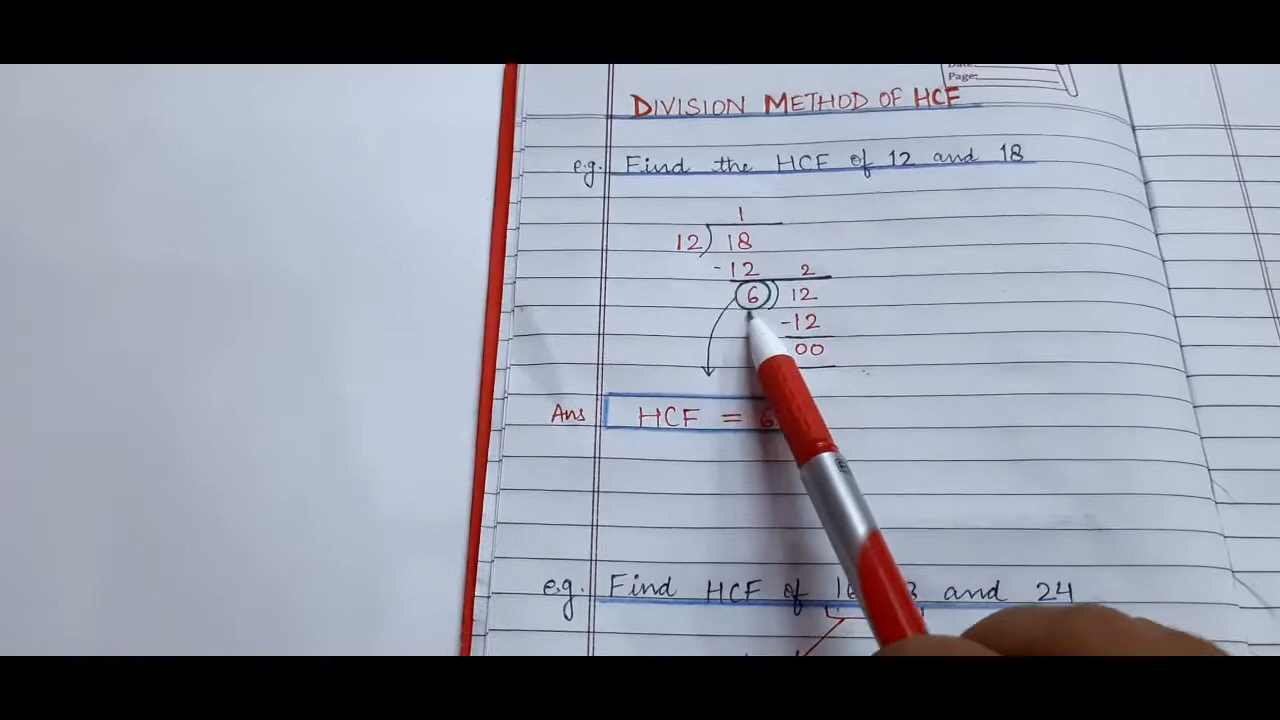 Page:
DIVISION METHOD OF HCF
e.g. Find the HCF of 12 and 18
1
12) 18
-12 2
6) 12
-12
00
Ans HCF = 6
e.g. Find HCF of and 24